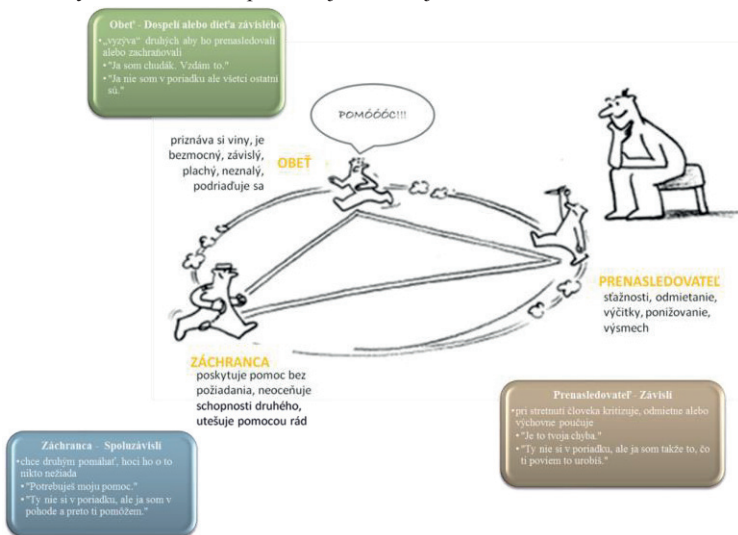 Obeť - Dospelí alebo dieťa závislého
•„vyzýva“ druhých aby ho prenasledovali
alebo zachraňovali
• "Ja som chudák. Vzdám to."
• "Ja nie som v poriadku ale všetci ostatní
sú."
POMÓÓÓC!!!
priznáva si viny, je
bezmocný, závislý,
plachý, neznalý,
podriaďuje sa
OBEŤ
PRENASLEDOVATEĽ
sťažnosti, odmietanie,
výčitky, ponižovanie,
výsmech
ZÁCHRANCA
poskytuje pomoc bez
požiadania, neoceňuje
schopnosti druhého,
utešuje pomocou rád
Prenasledovateľ - Závislí
•pri stretnutí človeka kritizuje, odmietne alebo
výchovne poučuje
• "Je to tvoja chyba."
• "Ty nie si v poriadku, ale ja som takže to, čo
ti poviem to urobíš."
Záchranca - Spoluzávislí
•chce druhým pomáhať, hoci ho o to
nikto nežiada
• "Potrebuješ moju pomoc."
• "Ty nie si v poriadku, ale ja som v
pohode a preto ti pomôžem."